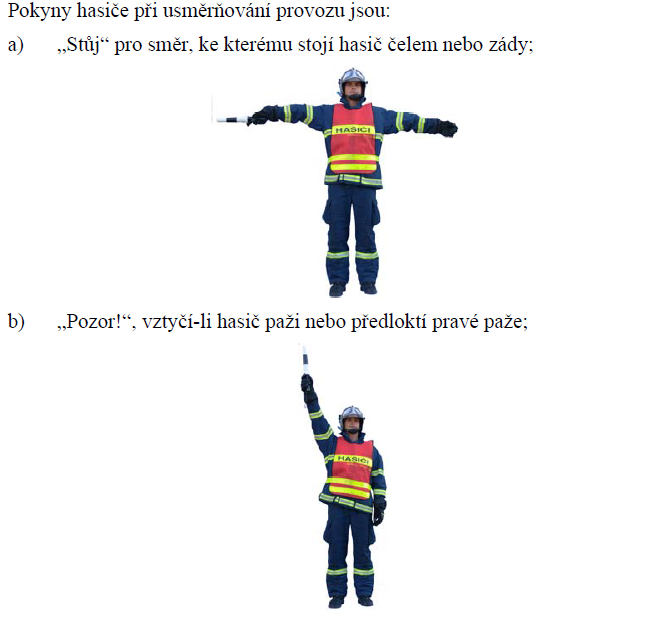 Pokyny hasiče při usměrňování provozu jsou:
a) „Stůj“ pro směr, ke kterému stojí hasič čelem nebo zády;
HASIČI
b) „Pozor!“, vztyčí-li hasič paži nebo předloktí pravé paže;
HASIČI